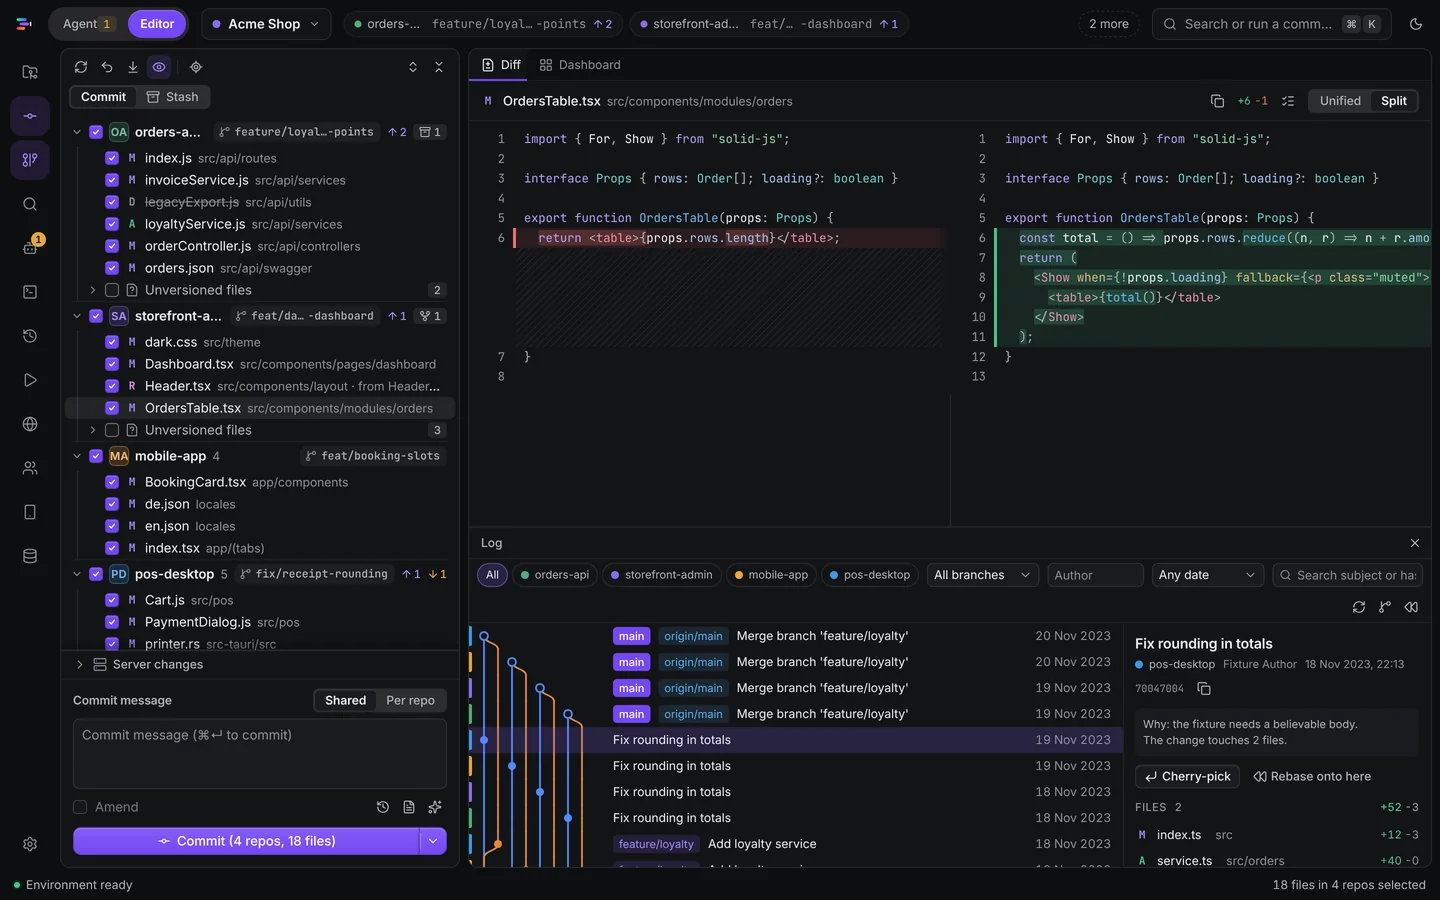 Agent 1 Editor Acme Shop orders-... feature/loyal…-points ↑2 storefront-ad... feat/… -dashboard ↑1 2 more Search or run a comm... ⌘ K
Commit Stash
OA orders-a... feature/loyal…-points ↑2 1
M index.js src/api/routes
M invoiceService.js src/api/services
D legacyExport.js src/api/utils
A loyaltyService.js src/api/services
M orderController.js src/api/controllers
M orders.json src/api/swagger
Unversioned files 2
SA storefront-a... feat/da… -dashboard ↑1 1
M dark.css src/theme
M Dashboard.tsx src/components/pages/dashboard
R Header.tsx src/components/layout · from Header...
M OrdersTable.tsx src/components/modules/orders
Unversioned files 3
MA mobile-app 4 feat/booking-slots
M BookingCard.tsx app/components
M de.json locales
M en.json locales
M index.tsx app/(tabs)
PD pos-desktop 5 fix/receipt-rounding ↑1 ↓1
M Cart.js src/pos
M PaymentDialog.js src/pos
M printer.rs src-tauri/src
Server changes
Commit message Shared Per repo
Commit message (⌘↵ to commit)
Amend
Commit (4 repos, 18 files)
1
Diff Dashboard
M OrdersTable.tsx src/components/modules/orders +6 -1 Unified Split
1 import { For, Show } from "solid-js";
2
3 interface Props { rows: Order[]; loading?: boolean }
4
5 export function OrdersTable(props: Props) {
6 return <table>{props.rows.length}</table>;
7 }
8
1 import { For, Show } from "solid-js";
2
3 interface Props { rows: Order[]; loading?: boolean }
4
5 export function OrdersTable(props: Props) {
6 const total = () => props.rows.reduce((n, r) => n + r.amo
7 return (
8 <Show when={!props.loading} fallback={<p class="muted">
9 <table>{total()}</table>
10 </Show>
11 );
12 }
13
Log
All orders-api storefront-admin mobile-app pos-desktop All branches Author Any date Search subject or ha
main origin/main Merge branch 'feature/loyalty' 20 Nov 2023
main origin/main Merge branch 'feature/loyalty' 20 Nov 2023
main origin/main Merge branch 'feature/loyalty' 19 Nov 2023
main origin/main Merge branch 'feature/loyalty' 19 Nov 2023
Fix rounding in totals 19 Nov 2023
Fix rounding in totals 19 Nov 2023
Fix rounding in totals 18 Nov 2023
Fix rounding in totals 18 Nov 2023
feature/loyalty Add loyalty service 18 Nov 2023
Fix rounding in totals
pos-desktop Fixture Author 18 Nov 2023, 22:13
70047004
Why: the fixture needs a believable body.
The change touches 2 files.
Cherry-pick Rebase onto here
FILES 2 +52 -3
M index.ts src +12 -3
A service.ts src/orders +40 -0
Environment ready 18 files in 4 repos selected